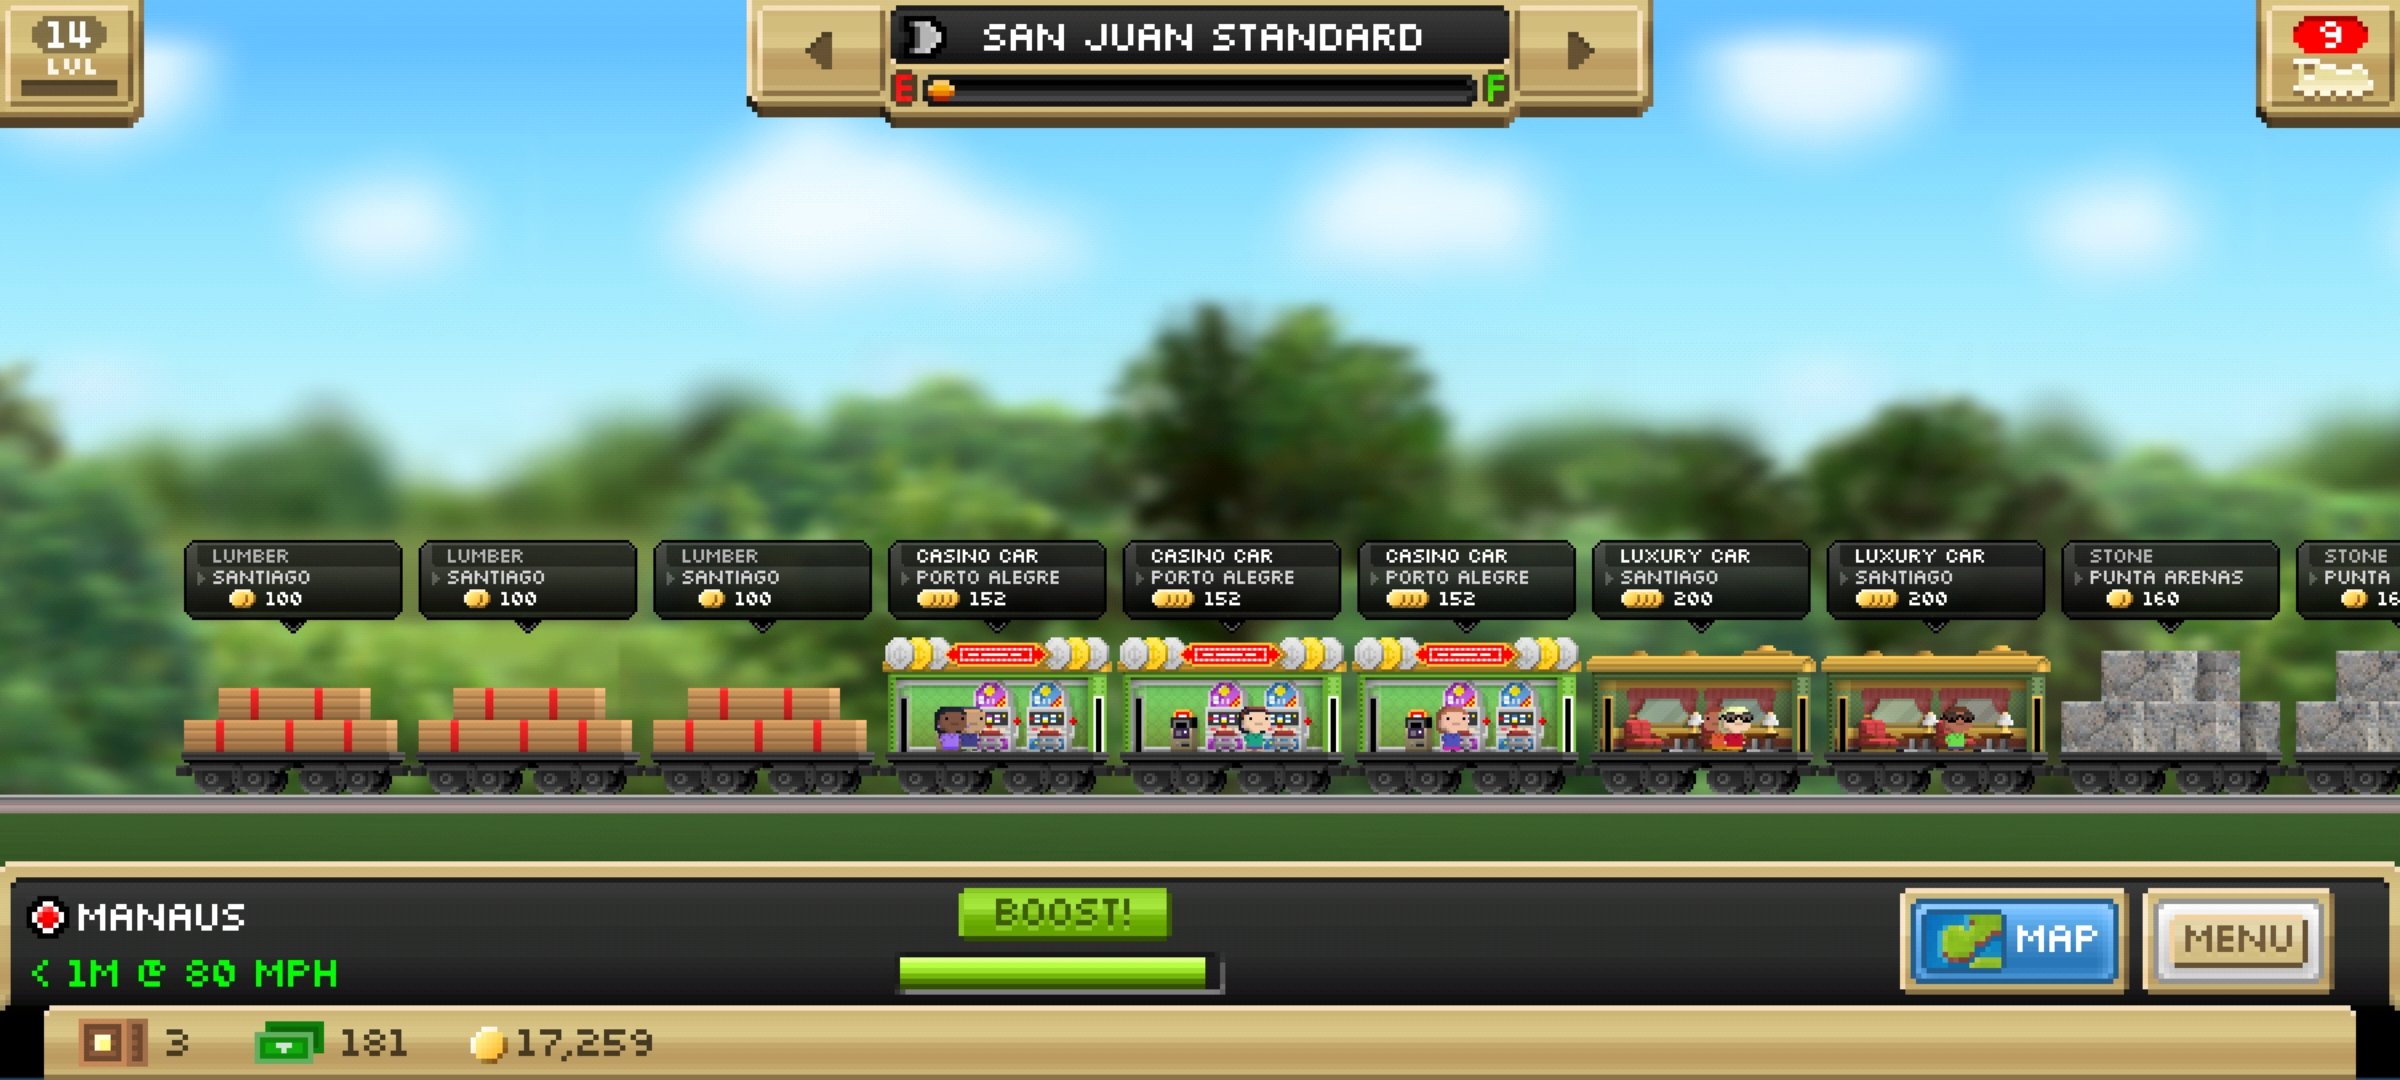 14
LVL
SAN JUAN STANDARD
E F
9
LUMBER
SANTIAGO
100
LUMBER
SANTIAGO
100
LUMBER
SANTIAGO
100
CASINO CAR
PORTO ALEGRE
152
CASINO CAR
PORTO ALEGRE
152
CASINO CAR
PORTO ALEGRE
152
LUXURY CAR
SANTIAGO
200
LUXURY CAR
SANTIAGO
200
STONE
PUNTA ARENAS
160
STONE
PUNTA
16
MANAUS
< 1M @ 80 MPH
BOOST!
MAP
MENU
3 181 17,259